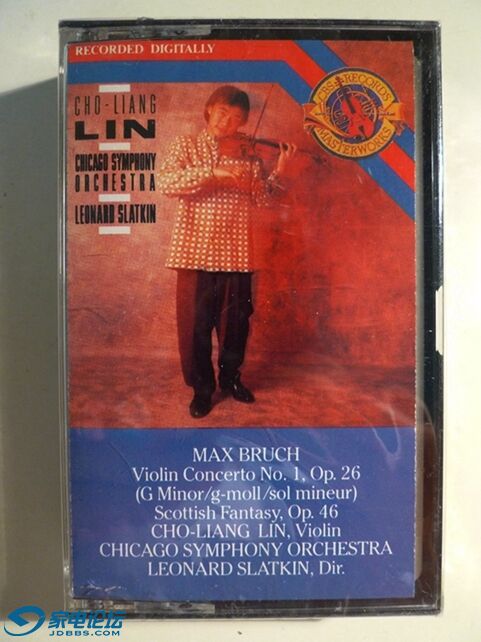 RECORDED DIGITALLY
CBS RECORDS
MASTERWORKS
CHO-LIANG
LIN
CHICAGO SYMPHONY
ORCHESTRA
LEONARD SLATKIN
MAX BRUCH
Violin Concerto No. 1, Op. 26
(G Minor/g-moll/sol mineur)
Scottish Fantasy, Op. 46
CHO-LIANG LIN, Violin
CHICAGO SYMPHONY ORCHESTRA
LEONARD SLATKIN, Dir.
家电论坛
JDBBS.COM